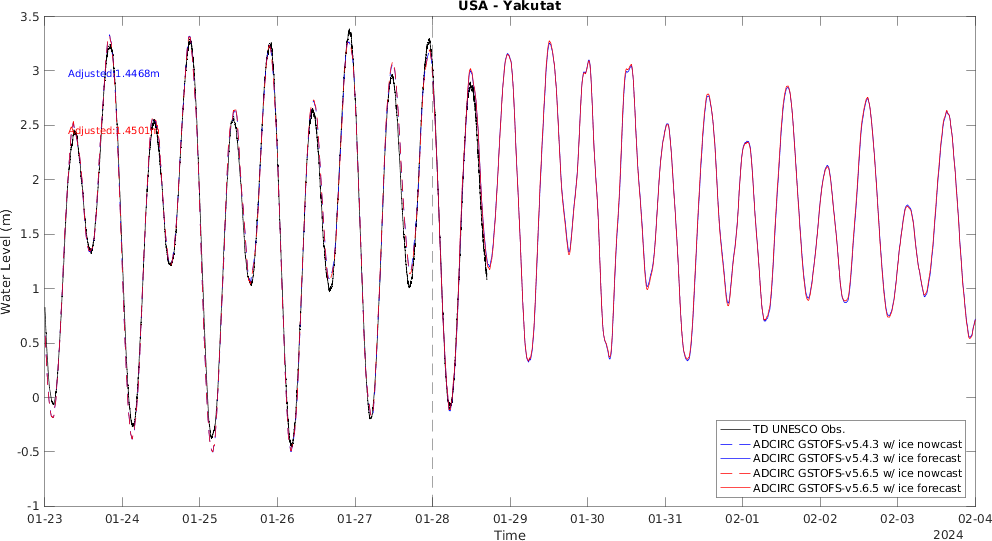 USA - Yakutat
3.5
3
2.5
2
1.5
1
0.5
0
-0.5
-1
Water Level (m)
Adjusted:1.4468m
Adjusted:1.4501m
TD UNESCO Obs.
ADCIRC GSTOFS-v5.4.3 w/ ice nowcast
ADCIRC GSTOFS-v5.4.3 w/ ice forecast
ADCIRC GSTOFS-v5.6.5 w/ ice nowcast
ADCIRC GSTOFS-v5.6.5 w/ ice forecast
01-23 01-24 01-25 01-26 01-27 01-28 01-29 01-30 01-31 02-01 02-02 02-03 02-04
Time
2024